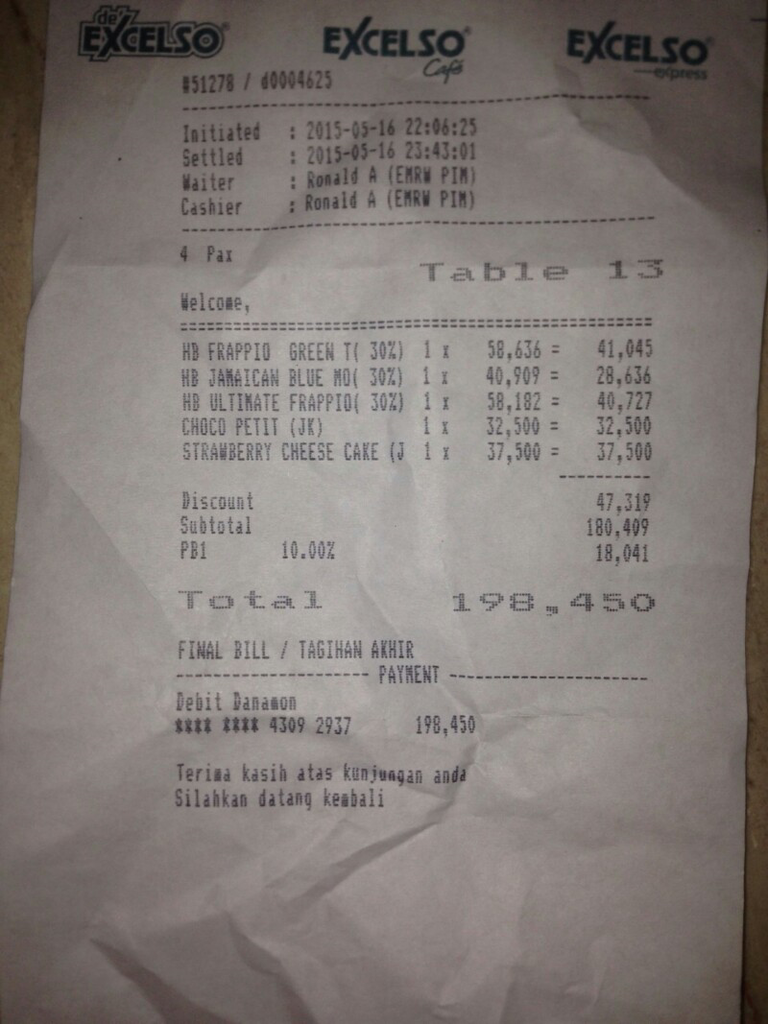 de'z EXCELSO EXCELSO Café EXCELSO express
#51278 / d0004625
Initiated : 2015-05-16 22:06:25
Settled : 2015-05-16 23:43:01
Waiter : Ronald A (EMRW PIM)
Cashier : Ronald A (EMRW PIM)
4 Pax
Table 13
Welcome,
HB FRAPPIO GREEN T( 30%) 1 x 58,636 = 41,045
HB JAMAICAN BLUE MO( 30%) 1 x 40,909 = 28,636
HB ULTIMATE FRAPPIO( 30%) 1 x 58,182 = 40,727
CHOCO PETIT (JK) 1 x 32,500 = 32,500
STRAWBERRY CHEESE CAKE (J 1 x 37,500 = 37,500
Discount 47,319
Subtotal 180,409
PB1 10.00% 18,041
Total 198,450
FINAL BILL / TAGIHAN AKHIR
PAYMENT
Debit Danamon
**** **** 4309 2937 198,450
Terima kasih atas kunjungan anda
Silahkan datang kembali